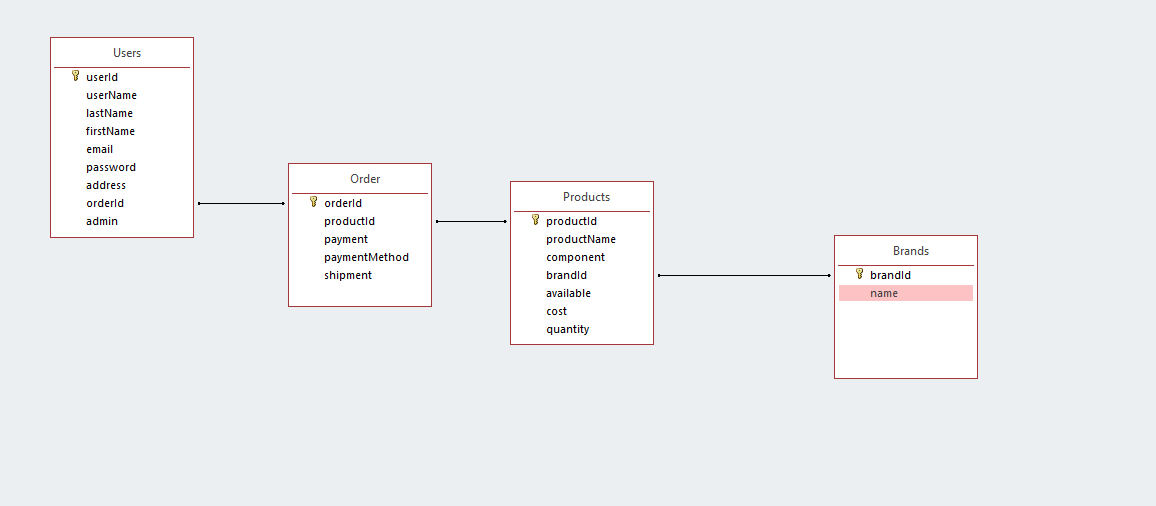 Users
userId
userName
lastName
firstName
email
password
address
orderId
admin
Order
orderId
productId
payment
paymentMethod
shipment
Products
productId
productName
component
brandId
available
cost
quantity
Brands
brandId
name